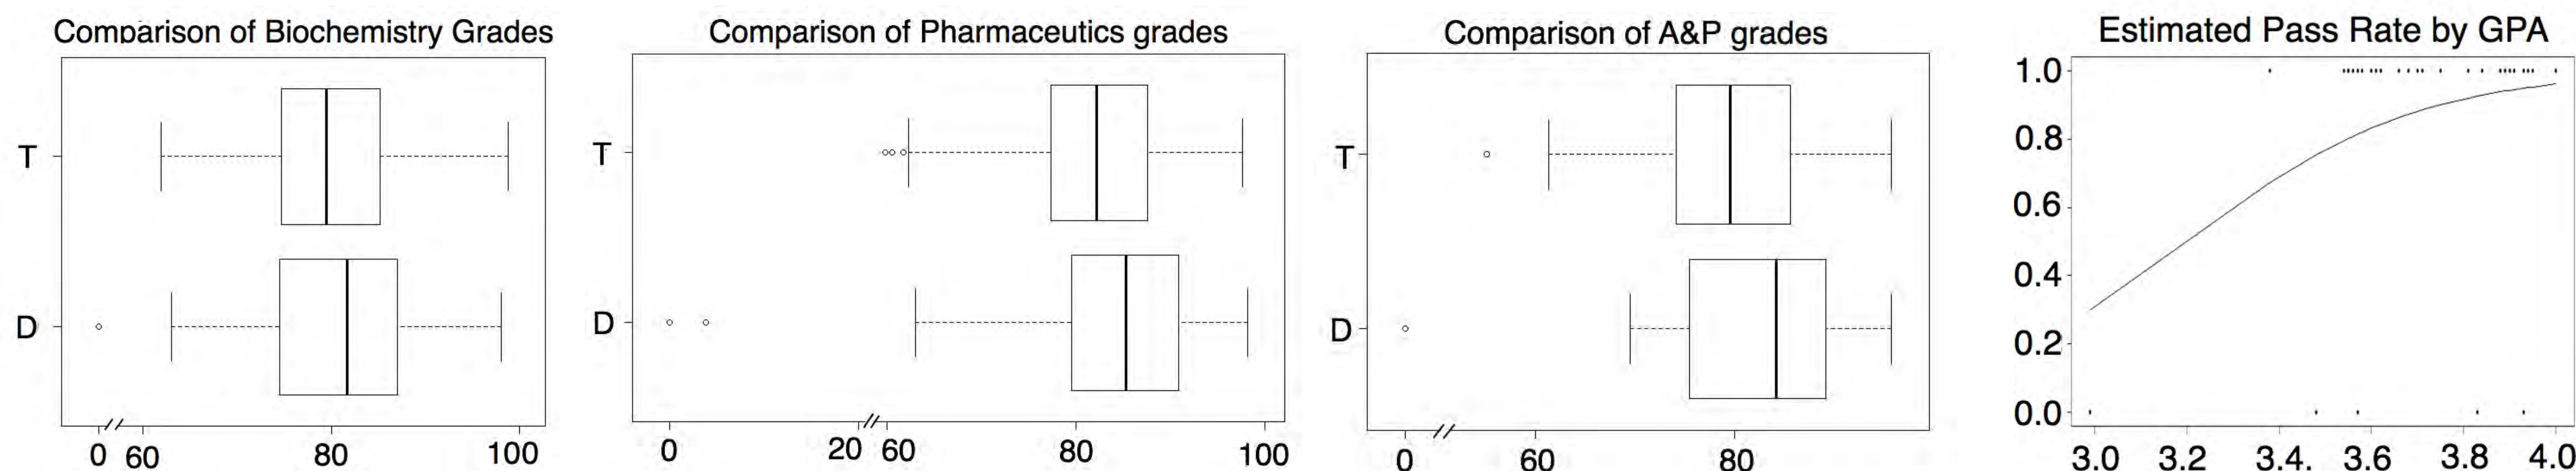 Comparison of Biochemistry Grades
T
D
0 60 80 100
Comparison of Pharmaceutics grades
T
D
0 20 60 80 100
Comparison of A&P grades
T
D
0 60 80
Estimated Pass Rate by GPA
1.0
0.8
0.6
0.4
0.2
0.0
3.0 3.2 3.4. 3.6 3.8 4.0